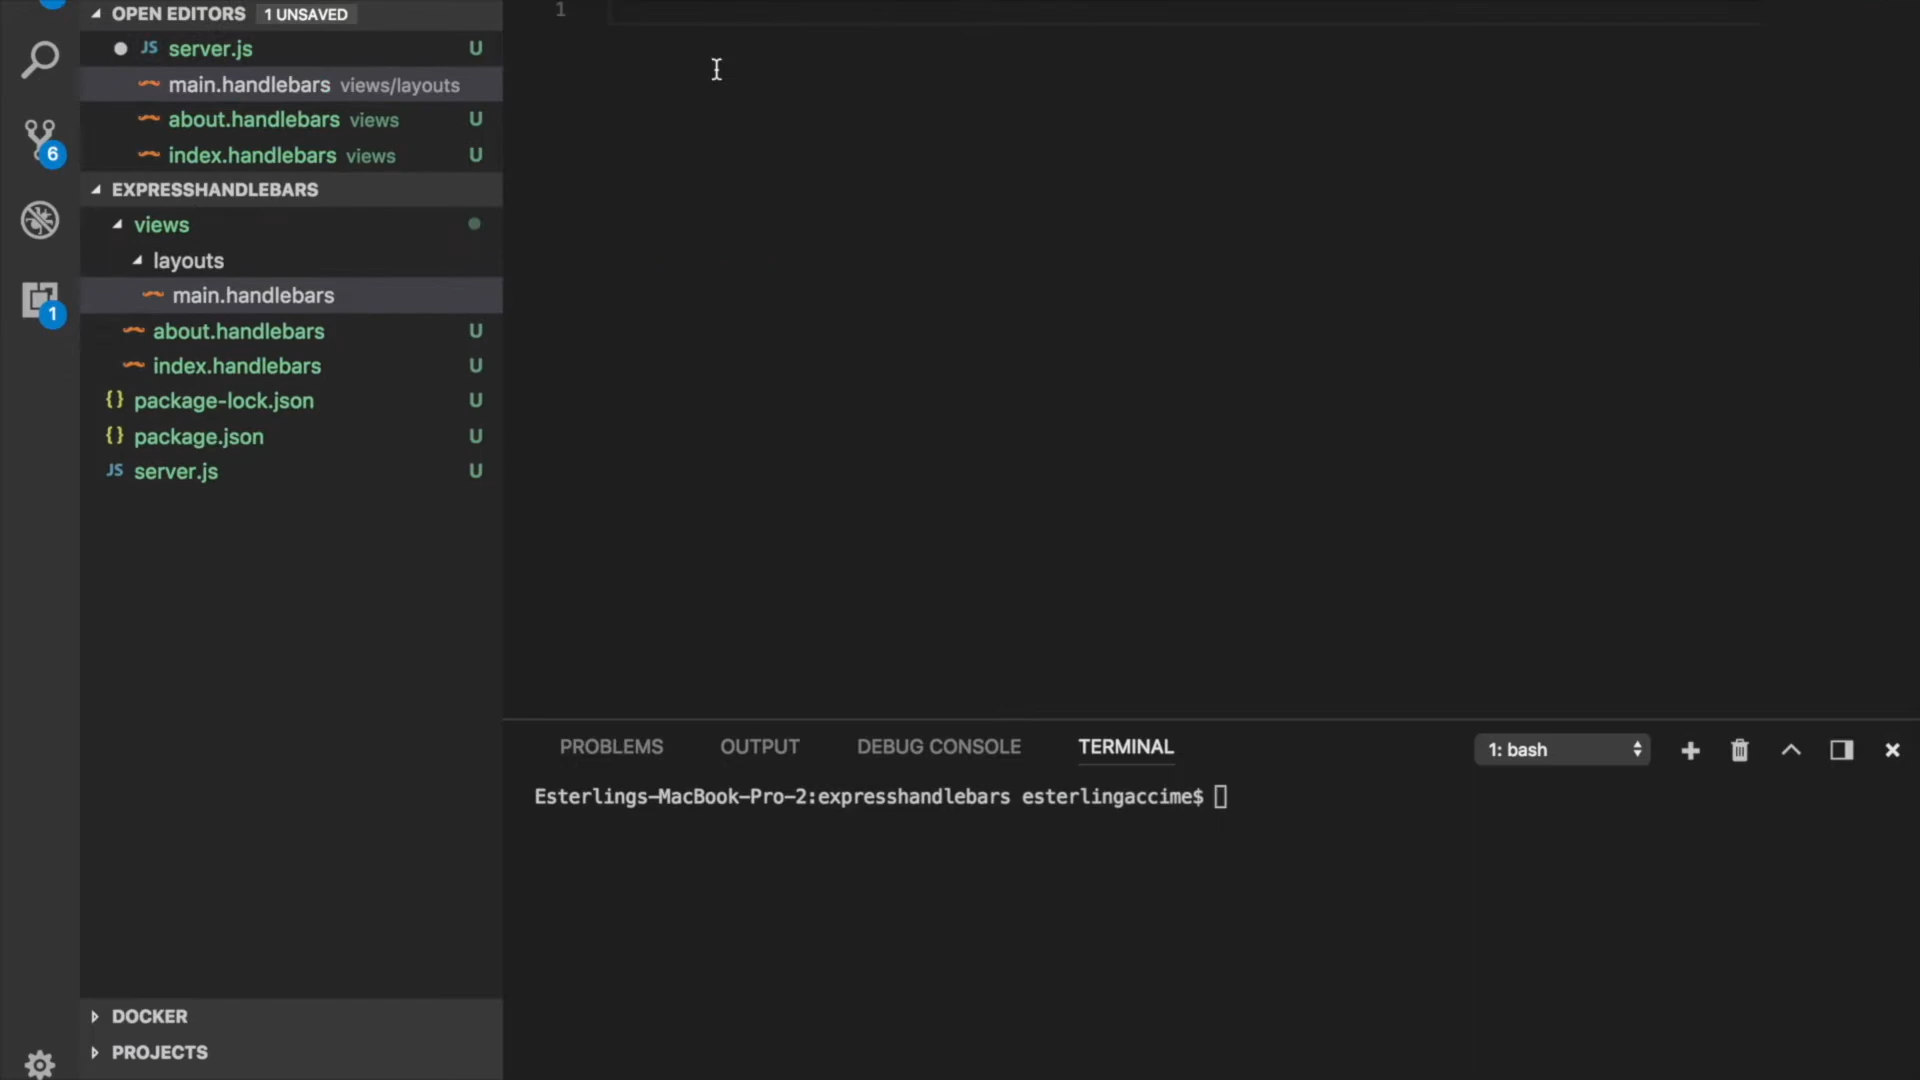 OPEN EDITORS 1 UNSAVED
JS server.js U
main.handlebars views/layouts
about.handlebars views U
index.handlebars views U
EXPRESSHANDLEBARS
views
layouts
main.handlebars
about.handlebars U
index.handlebars U
{} package-lock.json U
{} package.json U
JS server.js U
6
1
DOCKER
PROJECTS
1
PROBLEMS OUTPUT DEBUG CONSOLE TERMINAL 1: bash
Esterlings-MacBook-Pro-2:expresshandlebars esterlingaccime$